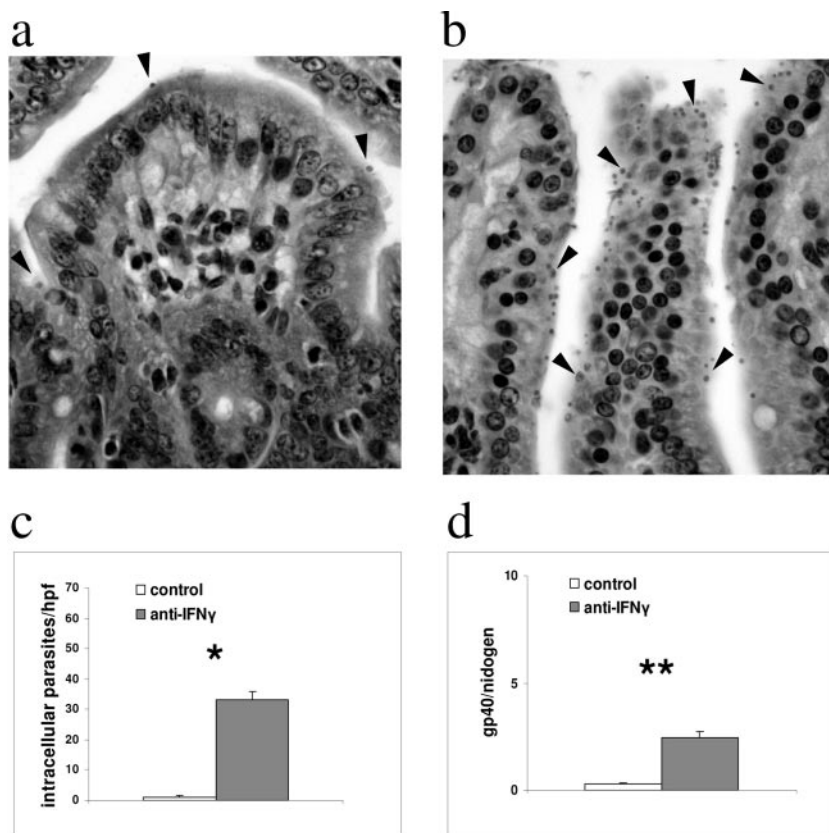 a
b
c
intracellular parasites/hpf
70
60
50
40
30
20
10
0
control
anti-IFNγ
*
d
gp40/nidogen
10
5
0
control
anti-IFNγ
**